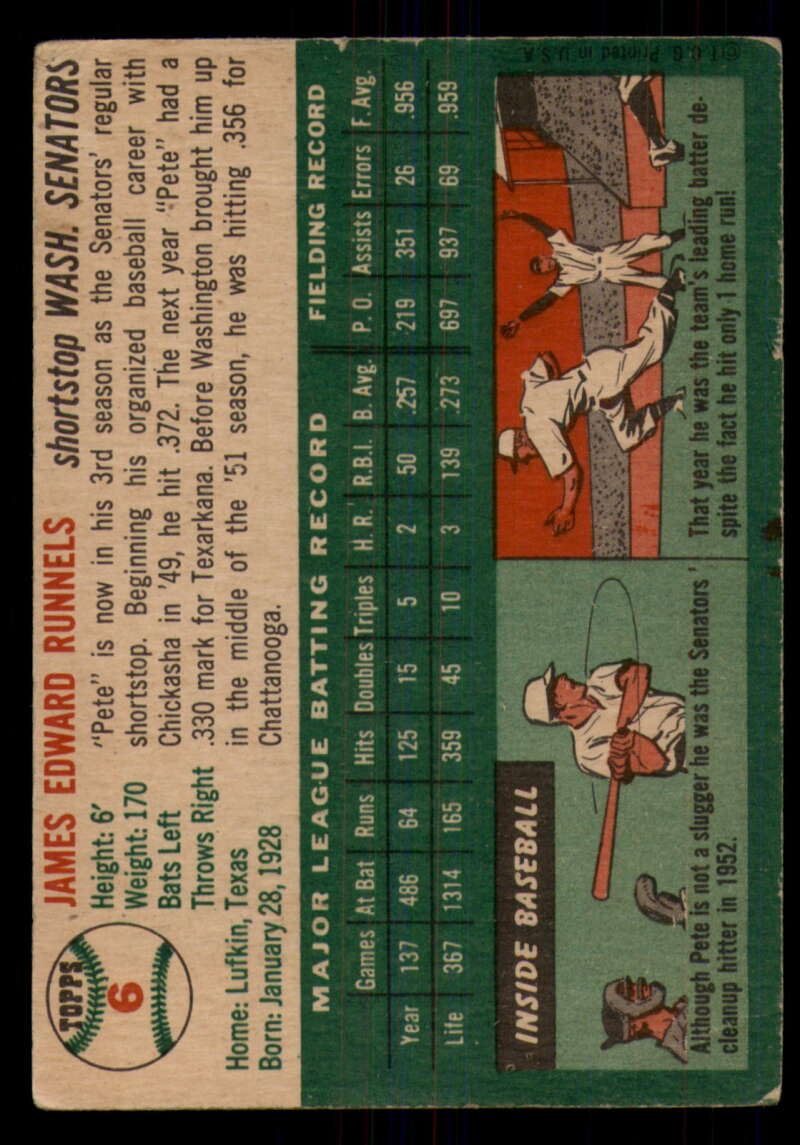 TOPPS
6
JAMES EDWARD RUNNELS shortstop WASH. SENATORS
Height: 6'
Weight: 170
Bats Left
Throws Right
Home: Lufkin, Texas
Born: January 28, 1928
"Pete" is now in his 3rd season as the Senators' regular
shortstop. Beginning his organized baseball career with
Chickasha in '49, he hit .372. The next year "Pete" had a
.330 mark for Texarkana. Before Washington brought him up
in the middle of the '51 season, he was hitting .356 for
Chattanooga.
MAJOR LEAGUE BATTING RECORD FIELDING RECORD
Games At Bat Runs Hits Doubles Triples H. R. R.B.I. B. Avg. P. O. Assists Errors F. Avg.
Year 137 486 64 125 15 5 2 50 .257 219 351 26 .956
Life 367 1314 165 359 45 10 3 139 .273 697 937 69 .959
INSIDE BASEBALL
Although Pete is not a slugger he was the Senators'
cleanup hitter in 1952.
That year he was the team's leading batter de-
spite the fact he hit only 1 home run!
© T. C. G. Printed in U. S. A.